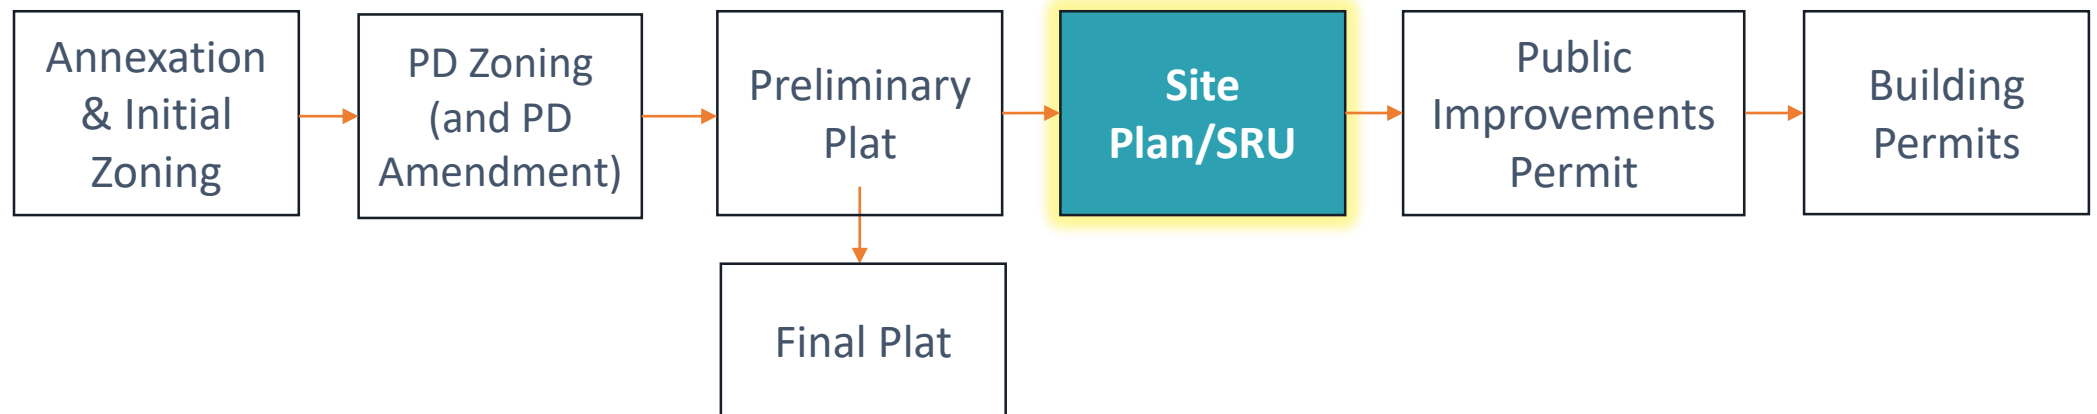 Annexation
& Initial
Zoning
PD Zoning
(and PD
Amendment)
Preliminary
Plat
Site
Plan/SRU
Public
Improvements
Permit
Building
Permits
Final Plat